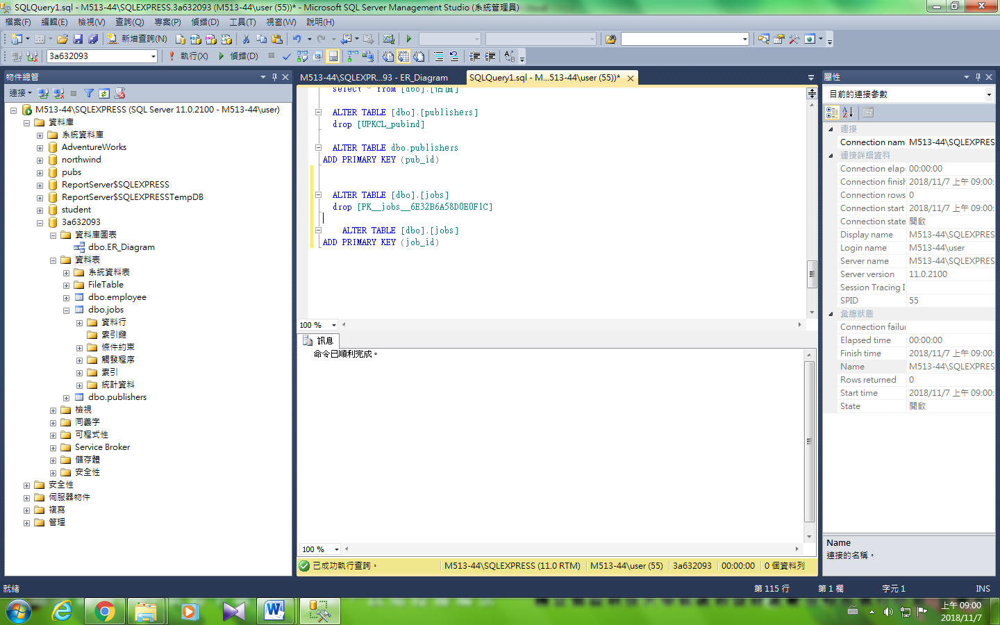 SQLQuery1.sql - M513-44\SQLEXPRESS.3a632093 (M513-44\user (55))* - Microsoft SQL Server Management Studio (系統管理員)
檔案(F) 編輯(E) 檢視(V) 查詢(Q) 專案(P) 偵錯(D) 工具(T) 視窗(W) 說明(H)
新增查詢(N)
3a632093 執行(X) 偵錯(D)
物件總管
連接
M513-44\SQLEXPRESS (SQL Server 11.0.2100 - M513-44\user)
資料庫
系統資料庫
AdventureWorks
northwind
pubs
ReportServer$SQLEXPRESS
ReportServer$SQLEXPRESSTempDB
student
3a632093
資料庫圖表
dbo.ER_Diagram
資料表
系統資料表
FileTable
dbo.employee
dbo.jobs
資料行
索引鍵
條件約束
觸發程序
索引
統計資料
dbo.publishers
檢視
同義字
可程式性
Service Broker
儲存體
安全性
安全性
伺服器物件
複寫
管理
M513-44\SQLEXPR...93 - ER_Diagram SQLQuery1.sql - M...513-44\user (55))*
select * from [dbo].[估價]
ALTER TABLE [dbo].[publishers]
drop [UPKCL_pubind]
ALTER TABLE dbo.publishers
ADD PRIMARY KEY (pub_id)
ALTER TABLE [dbo].[jobs]
drop [PK__jobs__6E32B6A58D0E0F1C]
ALTER TABLE [dbo].[jobs]
ADD PRIMARY KEY (job_id)
100 %
訊息
命令已順利完成。
100 %
已成功執行查詢。 M513-44\SQLEXPRESS (11.0 RTM) M513-44\user (55) 3a632093 00:00:00 0 個資料列
屬性
目前的連接參數
連接
Connection nam M513-44\SQLEXPRES
連接詳細資料
Connection elap 00:00:00
Connection finish 2018/11/7 上午 09:00:
Connection rows 0
Connection start 2018/11/7 上午 09:00:
Connection state 開啟
Display name M513-44\SQLEXPRES
Login name M513-44\user
Server name M513-44\SQLEXPRES
Server version 11.0.2100
Session Tracing I
SPID 55
彙總狀態
Connection failur
Elapsed time 00:00:00
Finish time 2018/11/7 上午 09:00:
Name M513-44\SQLEXPRES
Rows returned 0
Start time 2018/11/7 上午 09:00:
State 開啟
Name
連接的名稱。
就緒 第 115 行 第 1 欄 字元 1 INS
上午 09:00
2018/11/7